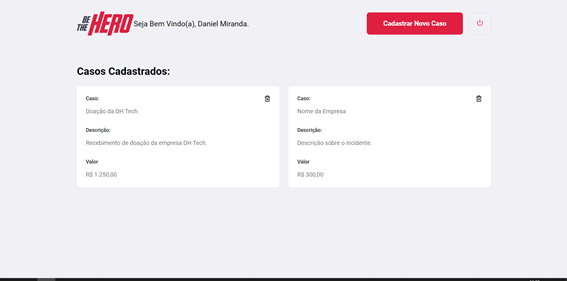 BE THE HERO Seja Bem Vindo(a), Daniel Miranda.
Cadastrar Novo Caso
Casos Cadastrados:
Caso:
Doação da DH Tech
Descrição:
Recebimento de doação da empresa DH Tech.
Valor
R$ 1.250,00
Caso:
Nome da Empresa
Descrição:
Descrição sobre o incidente.
Valor
R$ 300,00